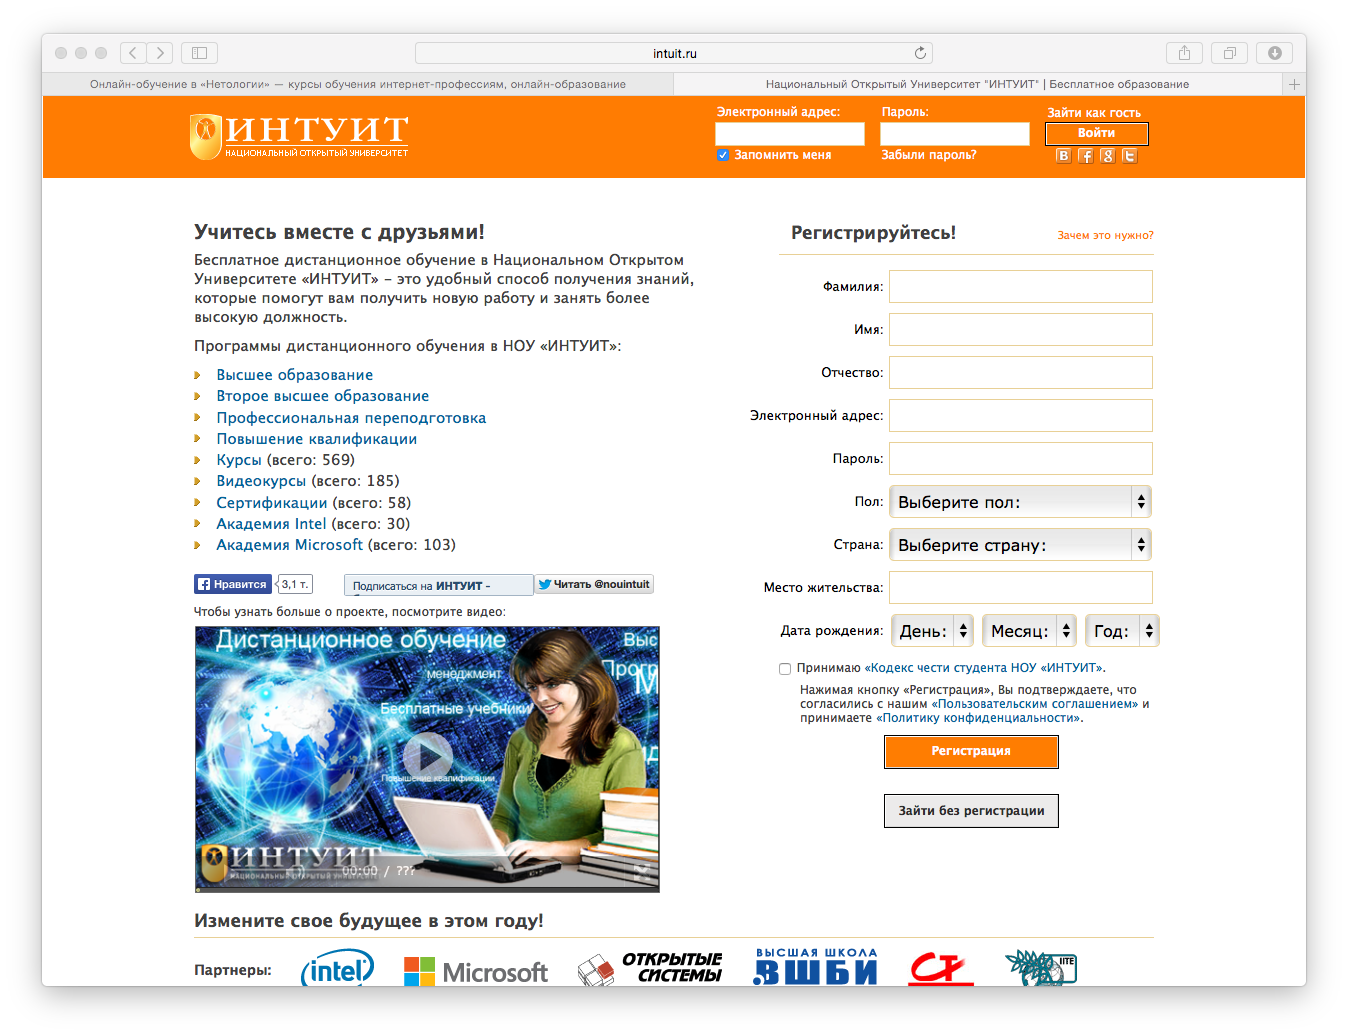 intuit.ru
Онлайн-обучение в «Нетологии» — курсы обучения интернет-профессиям, онлайн-образование
Национальный Открытый Университет "ИНТУИТ" | Бесплатное образование
ИНТУИТ
НАЦИОНАЛЬНЫЙ ОТКРЫТЫЙ УНИВЕРСИТЕТ
Электронный адрес:
Пароль:
Зайти как гость
Войти
Запомнить меня
Забыли пароль?
Учитесь вместе с друзьями!
Бесплатное дистанционное обучение в Национальном Открытом
Университете «ИНТУИТ» – это удобный способ получения знаний,
которые помогут вам получить новую работу и занять более
высокую должность.
Программы дистанционного обучения в НОУ «ИНТУИТ»:
Высшее образование
Второе высшее образование
Профессиональная переподготовка
Повышение квалификации
Курсы (всего: 569)
Видеокурсы (всего: 185)
Сертификации (всего: 58)
Академия Intel (всего: 30)
Академия Microsoft (всего: 103)
Нравится 3,1 т.
Подписаться на ИНТУИТ -
Читать @nouintuit
Чтобы узнать больше о проекте, посмотрите видео:
Дистанционное обучение
Выс
менеджмент
Прогр
Бесплатные учебники
Повышение квалификации
ИНТУИТ
НАЦИОНАЛЬНЫЙ ОТКРЫТЫЙ УНИВЕРСИТЕТ
00:00 / ???
Регистрируйтесь!
Зачем это нужно?
Фамилия:
Имя:
Отчество:
Электронный адрес:
Пароль:
Пол: Выберите пол:
Страна: Выберите страну:
Место жительства:
Дата рождения: День: Месяц: Год:
Принимаю «Кодекс чести студента НОУ «ИНТУИТ».
Нажимая кнопку «Регистрация», Вы подтверждаете, что
согласились с нашим «Пользовательским соглашением» и
принимаете «Политику конфиденциальности».
Регистрация
Зайти без регистрации
Измените свое будущее в этом году!
Партнеры:
intel
Microsoft
ОТКРЫТЫЕ
СИСТЕМЫ
ВЫСШАЯ ШКОЛА
ВШБИ
СТ
IITE